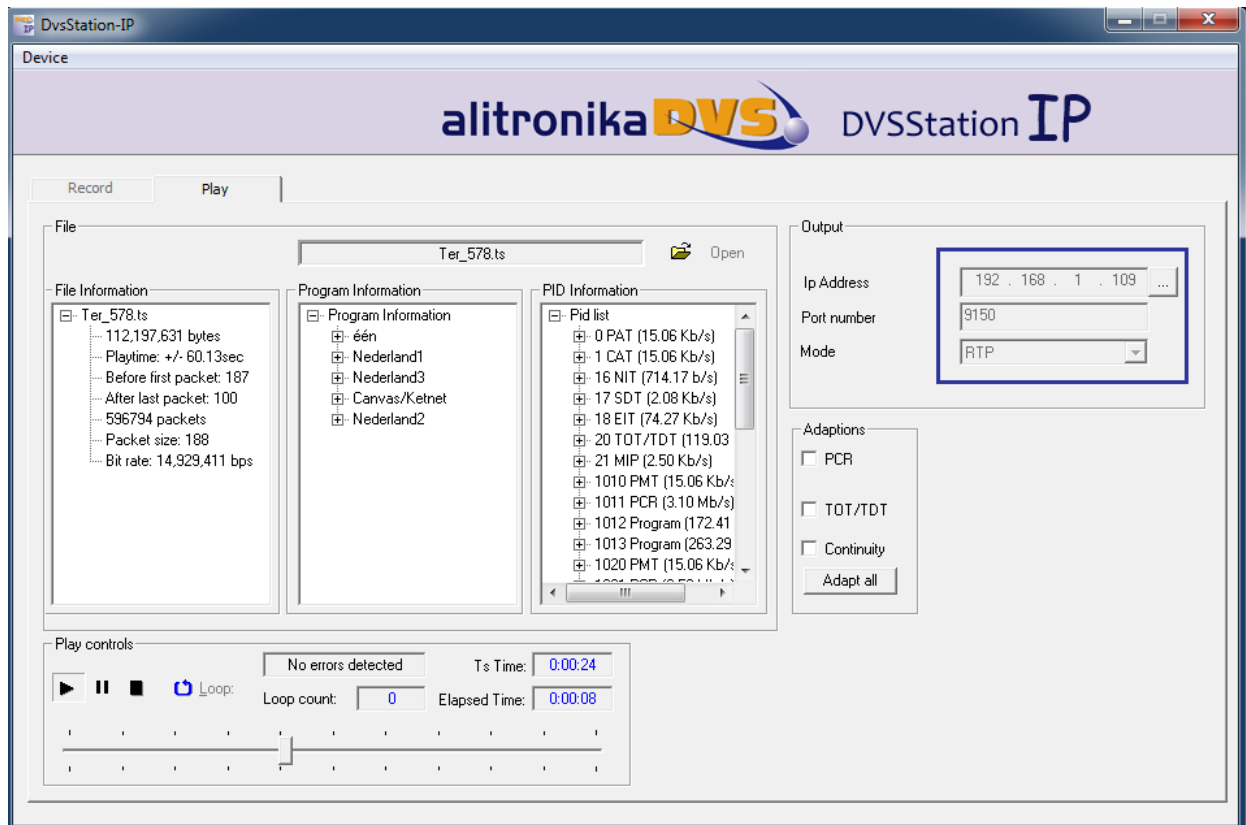 DvsStation-IP
Device
alitronika DVS DVSStation IP
Record Play
File
Ter_578.ts Open
File Information
Ter_578.ts
112,197,631 bytes
Playtime: +/- 60.13sec
Before first packet: 187
After last packet: 100
596794 packets
Packet size: 188
Bit rate: 14,929,411 bps
Program Information
Program Information
één
Nederland1
Nederland3
Canvas/Ketnet
Nederland2
PID Information
Pid list
0 PAT (15.06 Kb/s)
1 CAT (15.06 Kb/s)
16 NIT (714.17 b/s)
17 SDT (2.08 Kb/s)
18 EIT (74.27 Kb/s)
20 TOT/TDT (119.03
21 MIP (2.50 Kb/s)
1010 PMT (15.06 Kb/s
1011 PCR (3.10 Mb/s)
1012 Program (172.41
1013 Program (263.29
1020 PMT (15.06 Kb/s
Output
Ip Address 192 . 168 . 1 . 109 ...
Port number 9150
Mode RTP
Adaptions
PCR
TOT/TDT
Continuity
Adapt all
Play controls
No errors detected Ts Time: 0:00:24
Loop:
Loop count: 0 Elapsed Time: 0:00:08